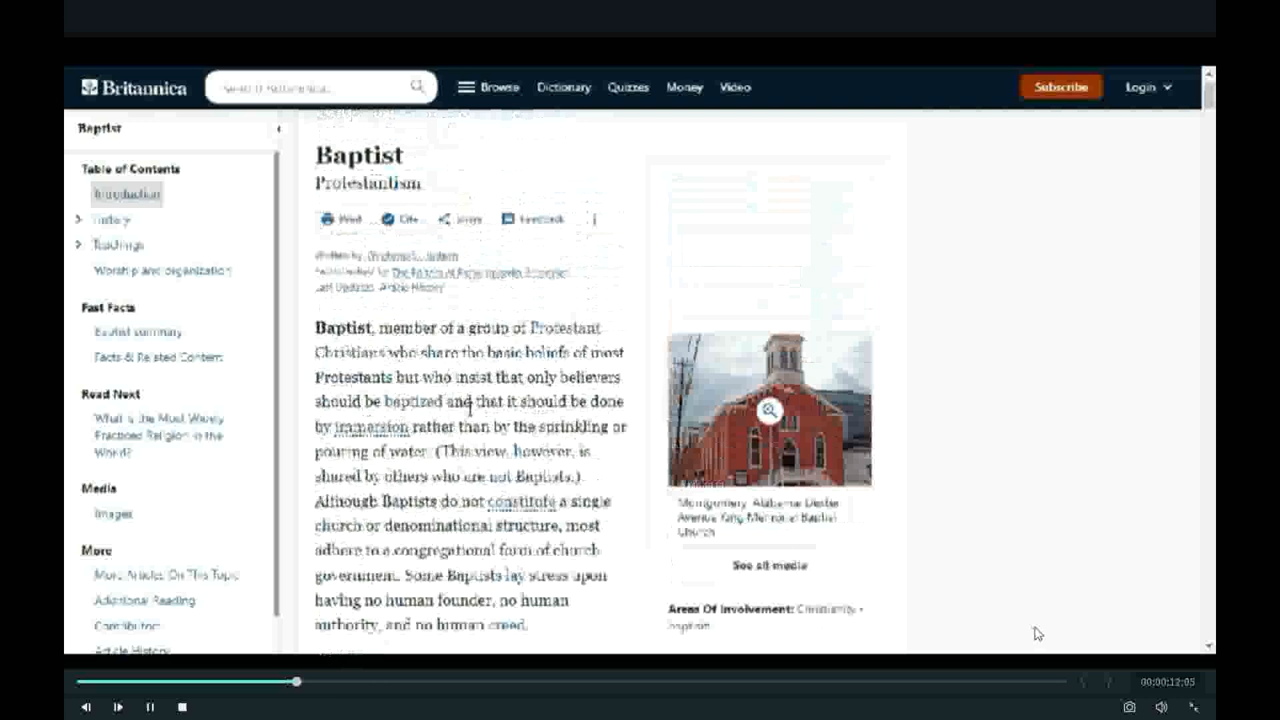 Britannica
Browse Dictionary Quizzes Money Video
Subscribe Login
Baptist
Table of Contents
Introduction
History
Teachings
Worship and organization
Fast Facts
Baptist summary
Facts & Related Content
Read Next
What Is the Most Widely
Practiced Religion in the
World?
Media
Images
More
More Articles On This Topic
Additional Reading
Contributors
Article History
Baptist
Protestantism
Print Cite Share Feedback
Last Updated: Article History
Baptist, member of a group of Protestant
Christians who share the basic beliefs of most
Protestants but who insist that only believers
should be baptized and that it should be done
by immersion rather than by the sprinkling or
pouring of water. (This view, however, is
shared by others who are not Baptists.)
Although Baptists do not constitute a single
church or denominational structure, most
adhere to a congregational form of church
government. Some Baptists lay stress upon
having no human founder, no human
authority, and no human creed.
Montgomery, Alabama: Dexter
Avenue King Memorial Baptist
Church
See all media
Areas Of Involvement: Christianity •
baptism
00:00:12:05